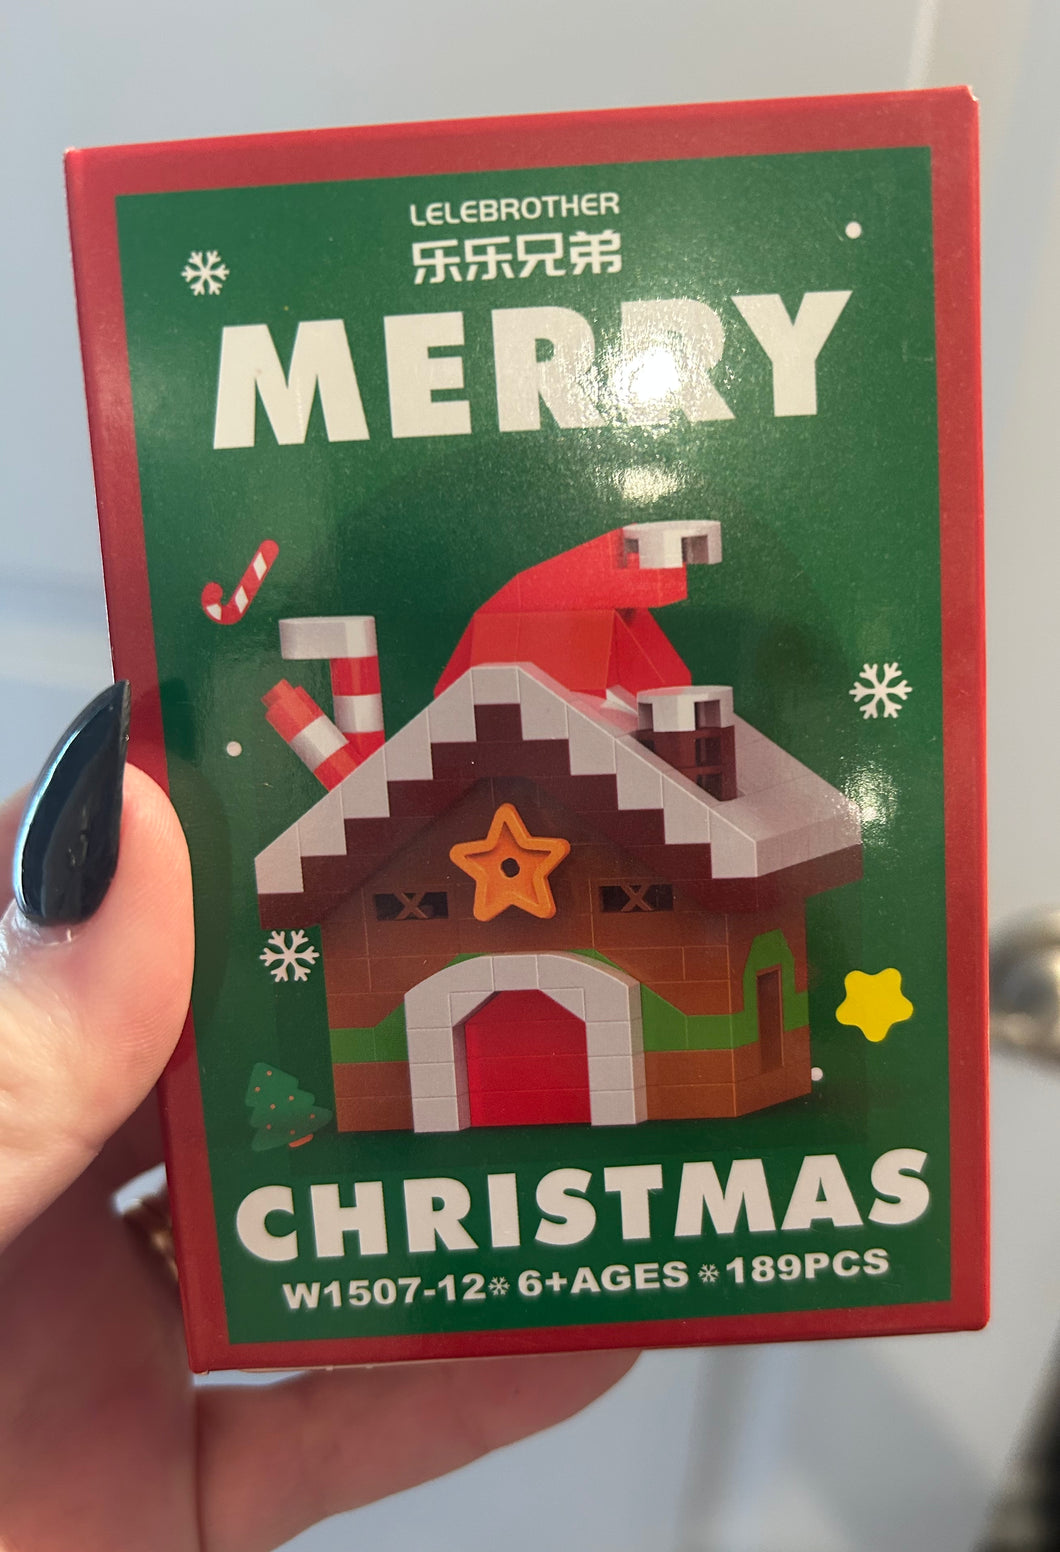 LELEBROTHER
乐乐兄弟
MERRY
CHRISTMAS
W1507-12❄6+AGES❄189PCS